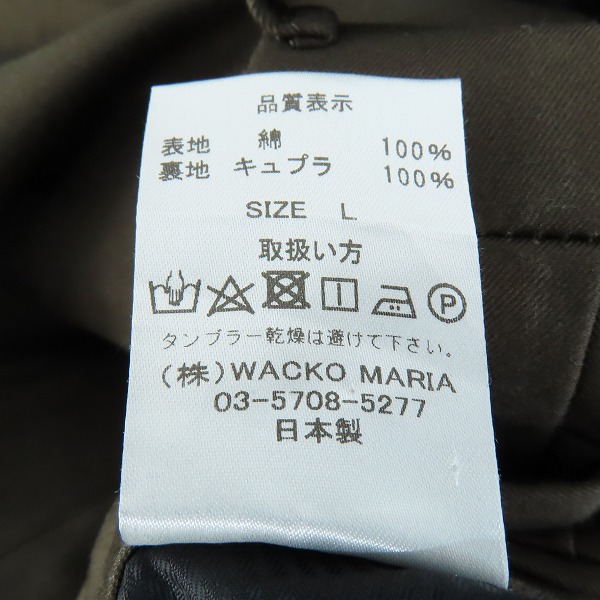 品質表示
表地 綿 100%
裏地 キュプラ 100%
SIZE L
取扱い方
P
タンブラー乾燥は避けて下さい。
(株)WACKO MARIA
03-5708-5277
日本製